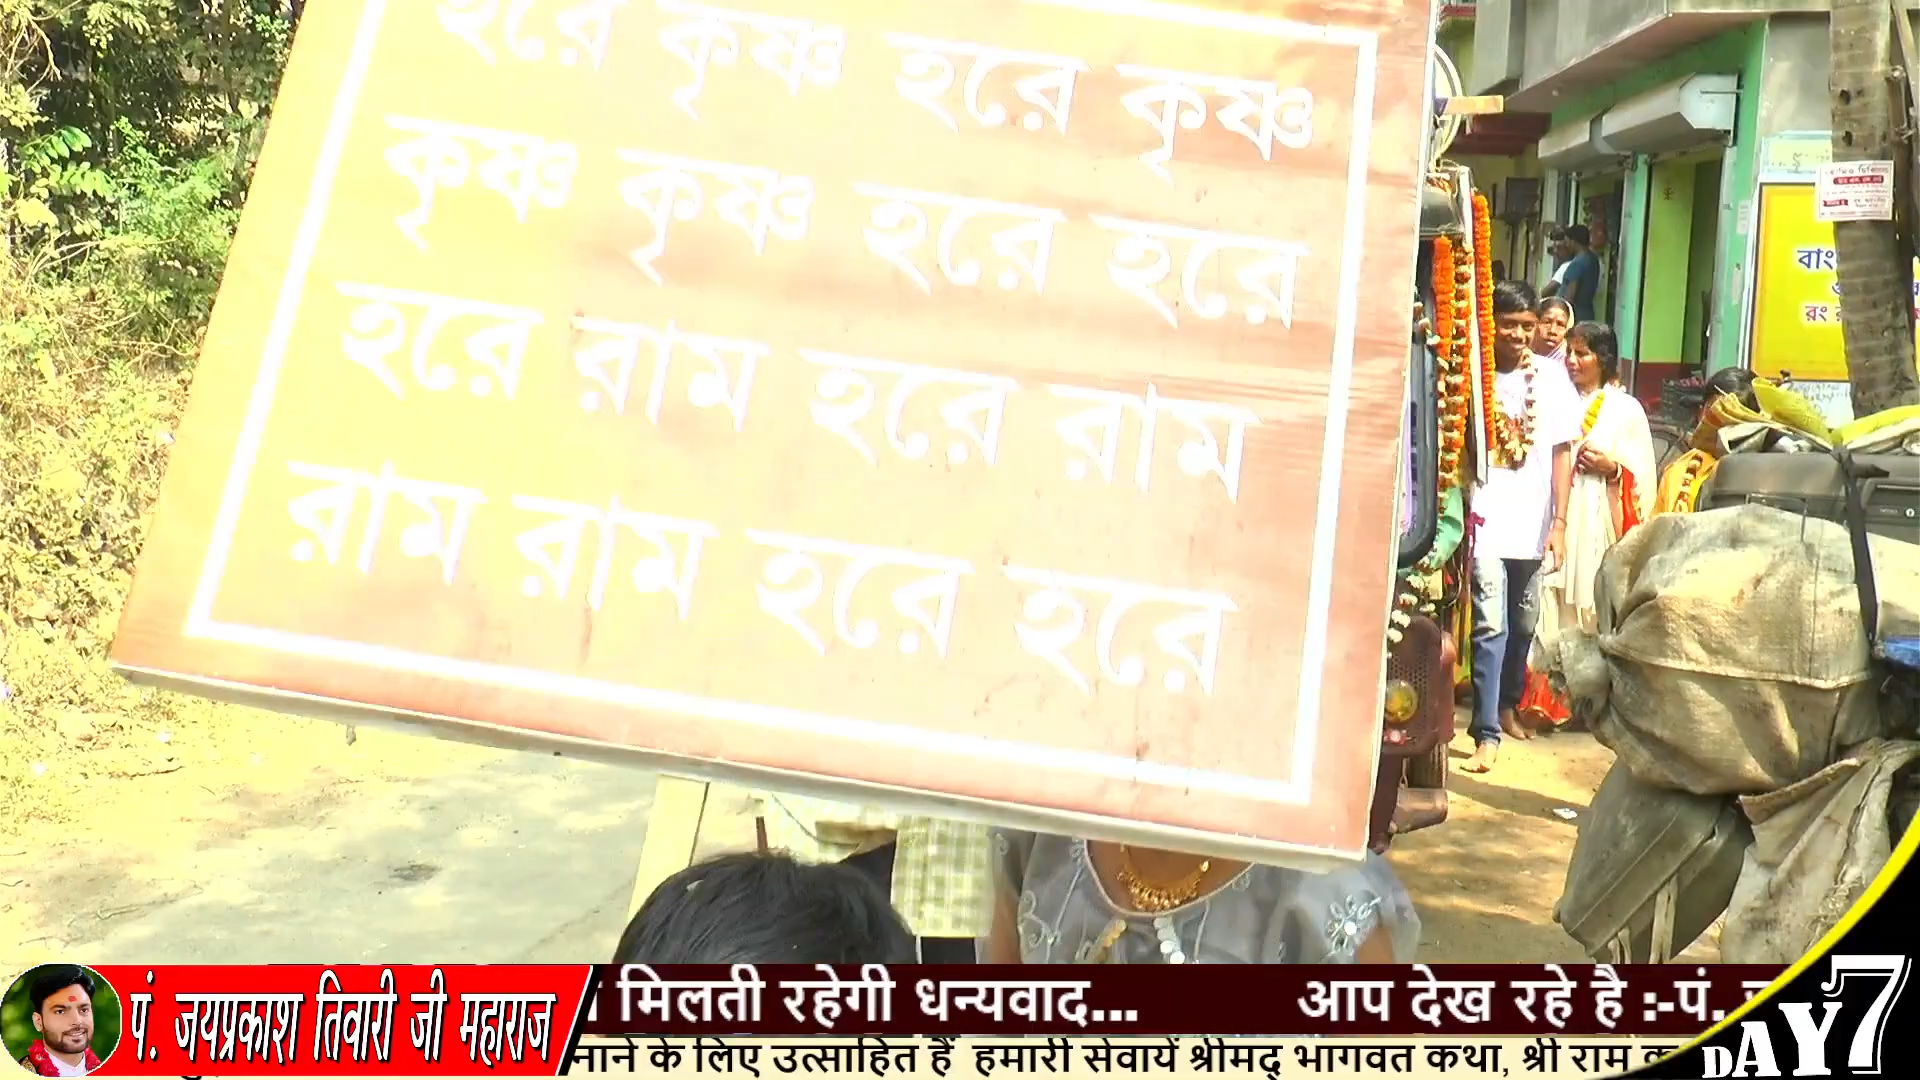 হরে কৃষ্ণ হরে কৃষ্ণ
কৃষ্ণ কৃষ্ণ হরে হরে
হরে রাম হরে রাম
রাম রাম হরে হরে
पं. जयप्रकाश तिवारी जी महाराज
मिलती रहेगी धन्यवाद... आप देख रहे है :-पं.
माने के लिए उत्साहित हैं हमारी सेवायें श्रीमद् भागवत कथा, श्री राम
DAY 7